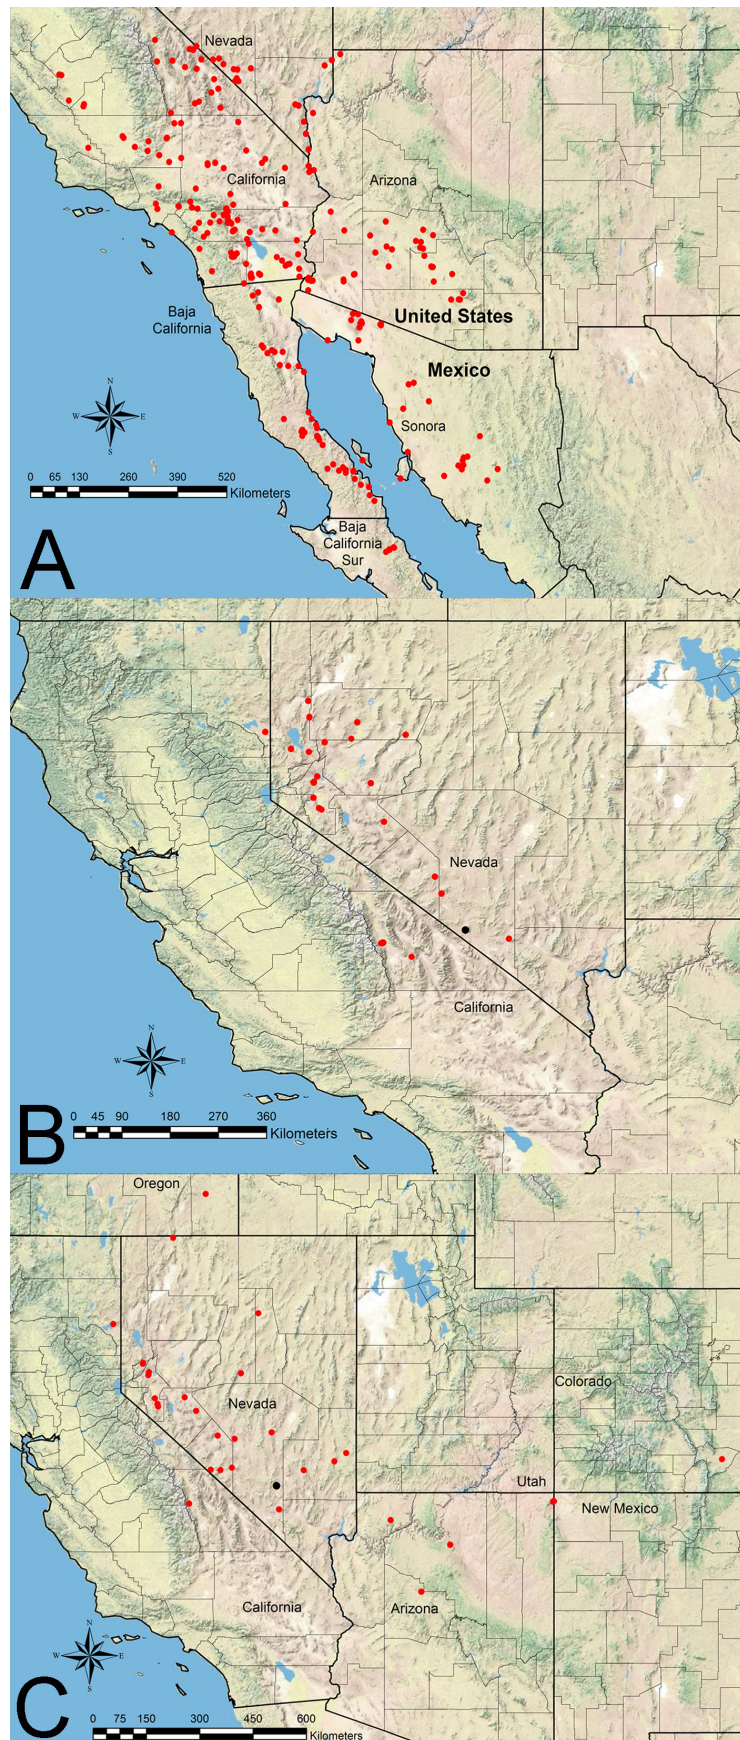 Nevada
California
Arizona
Baja
California
United States
Mexico
Sonora
N
W E
S
0 65 130 260 390 520
Kilometers
Baja
California
Sur
A
Nevada
California
N
W E
S
0 45 90 180 270 360
Kilometers
B
Oregon
Colorado
Nevada
Utah
New Mexico
California
Arizona
N
W E
S
0 75 150 300 450 600
Kilometers
C